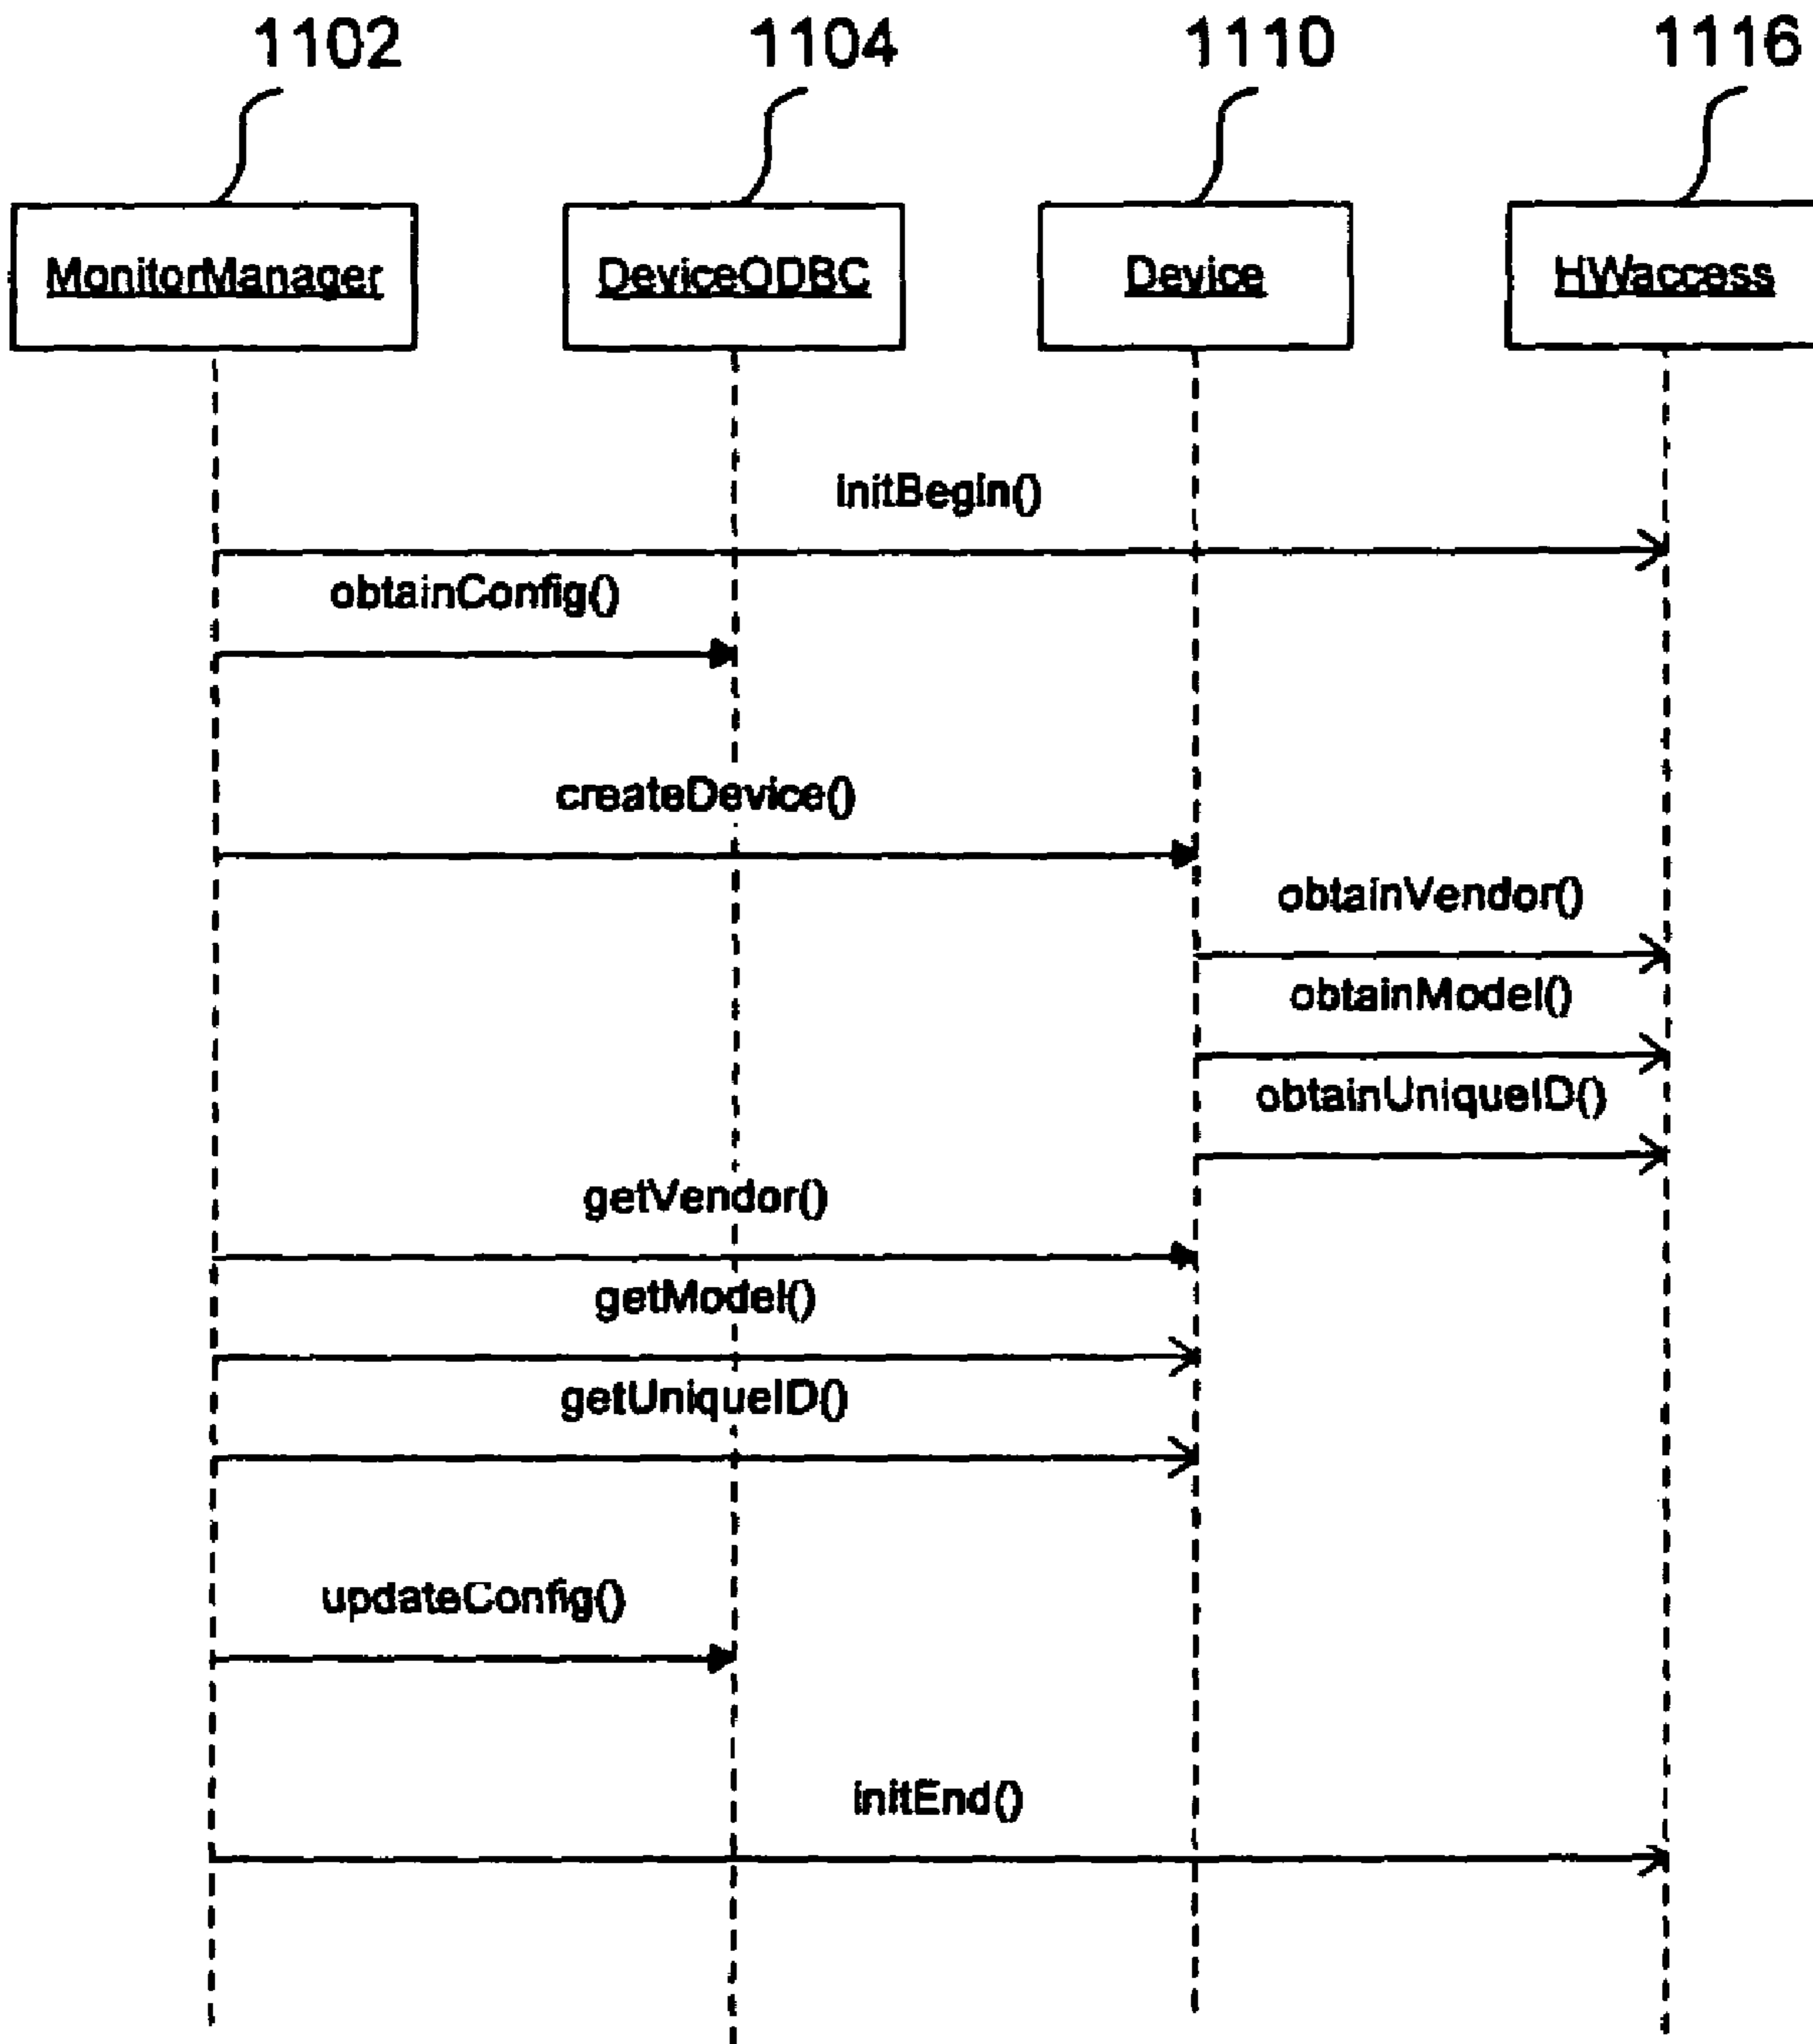 1102 1104 1110 1116
MonitorManager DeviceODBC Device HWaccess
initBegin()
obtainConfig()
createDevice()
obtainVendor()
obtainModel()
obtainUniqueID()
getVendor()
getModel()
getUniqueID()
updateConfig()
initEnd()